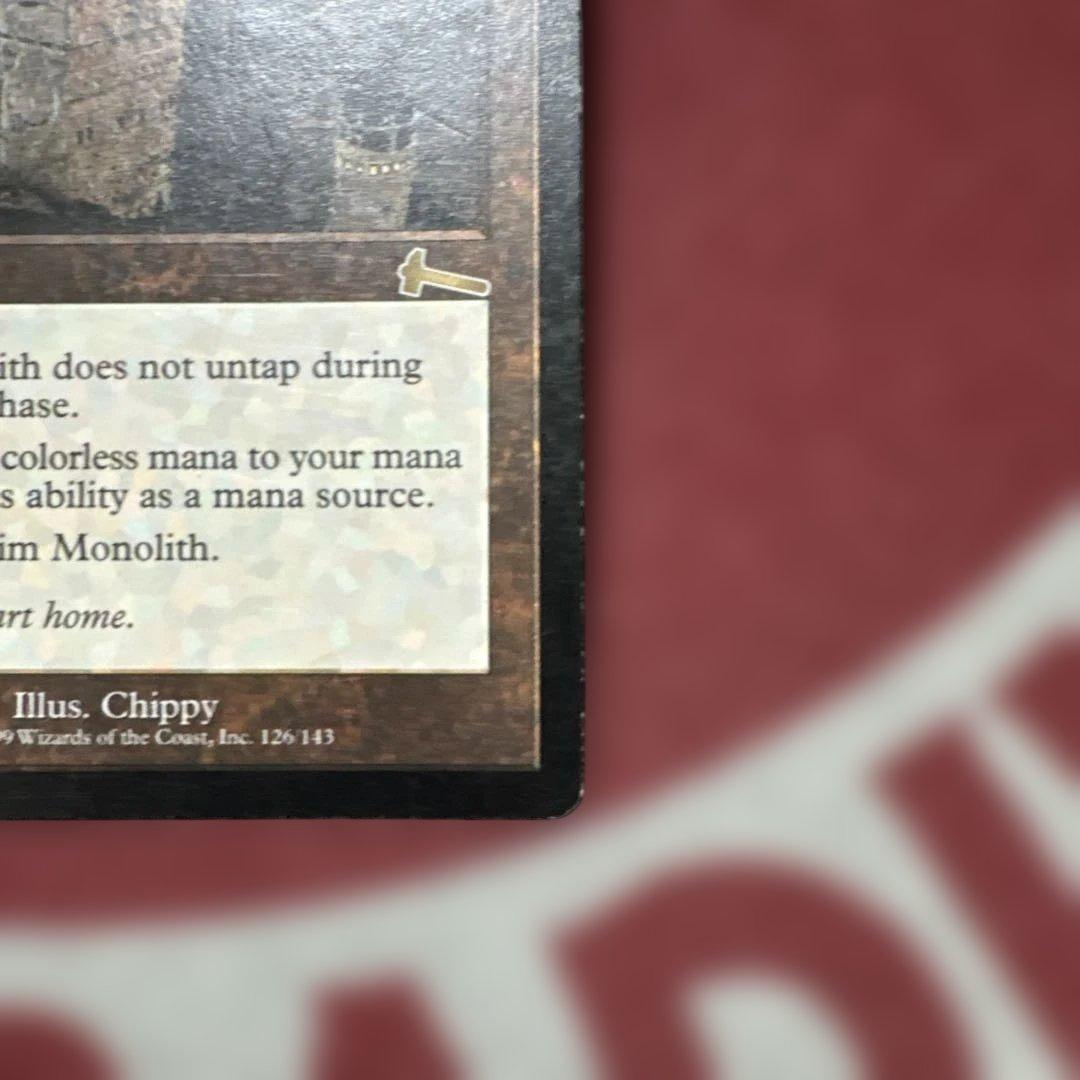 ith does not untap during
hase.
colorless mana to your mana
s ability as a mana source.
im Monolith.
art home.
Illus. Chippy
9 Wizards of the Coast, Inc. 126/143